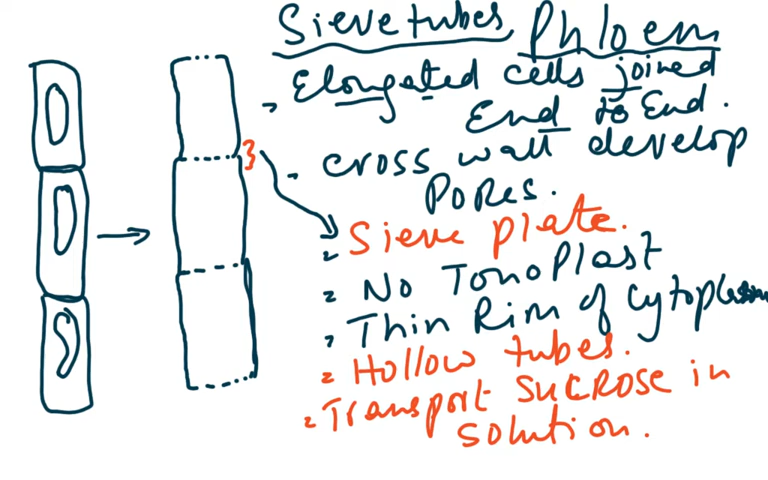 Sieve tubes Phloem
Elongated cells joined
End to End.
cross wall develop
Pores.
Sieve plate.
No Tonoplast
Thin Rim of cytoplasm
Hollow tubes.
Transport SUCROSE in
solution.